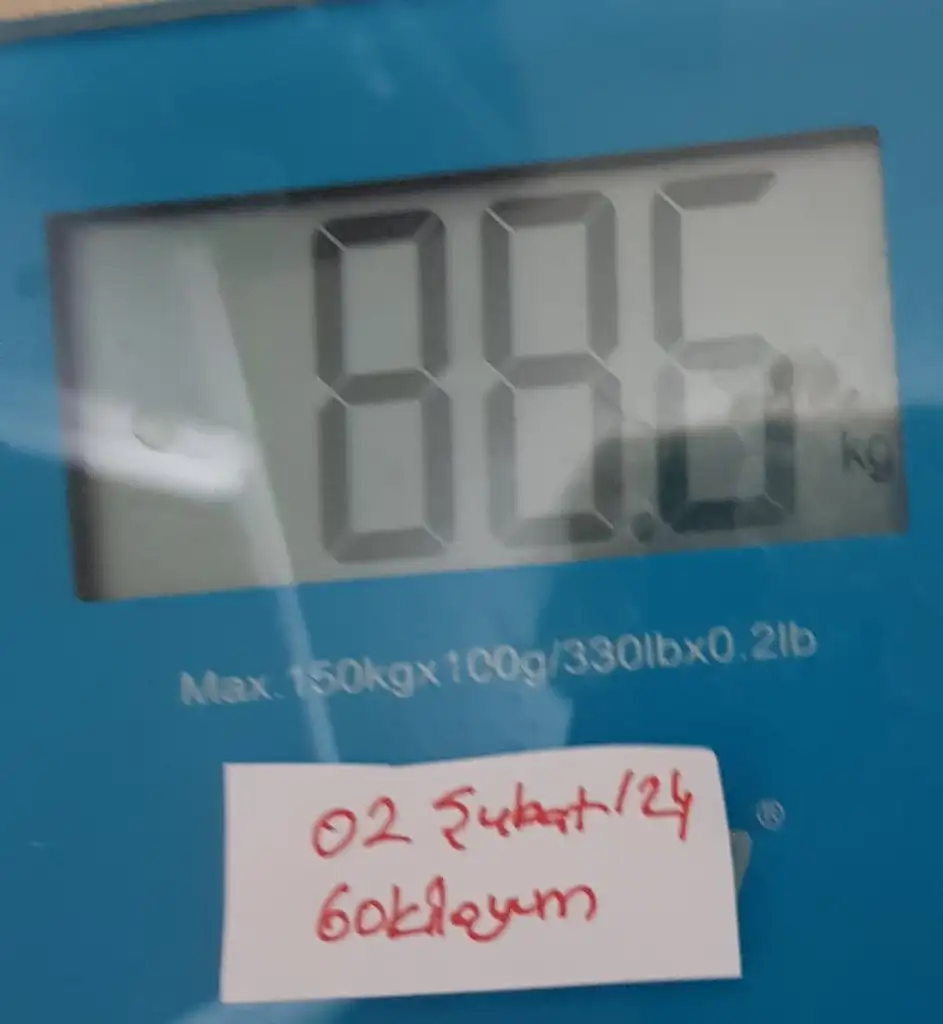 88.6
kg
Max.150kgx100g/330lbx0.2lb
®
02 Şubat/24
60kiloyum